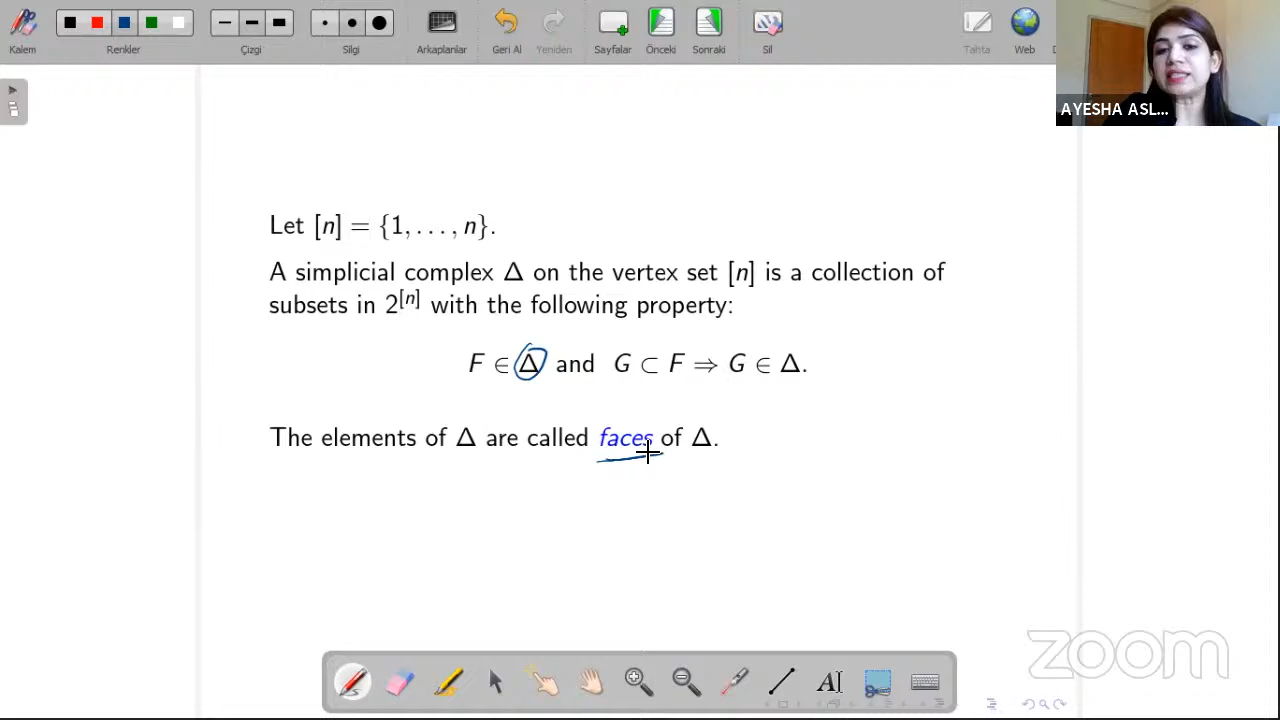 Kalem
Renkler
Çizgi
Silgi
Arkaplanlar
Geri Al
Yeniden
Sayfalar
Önceki
Sonraki
Sil
Tahta
Web
AYESHA ASL...
Let [n] = {1, . . . , n}.
A simplicial complex Δ on the vertex set [n] is a collection of
subsets in 2^[n] with the following property:
F ∈ Δ and G ⊂ F ⇒ G ∈ Δ.
The elements of Δ are called faces of Δ.
zoom